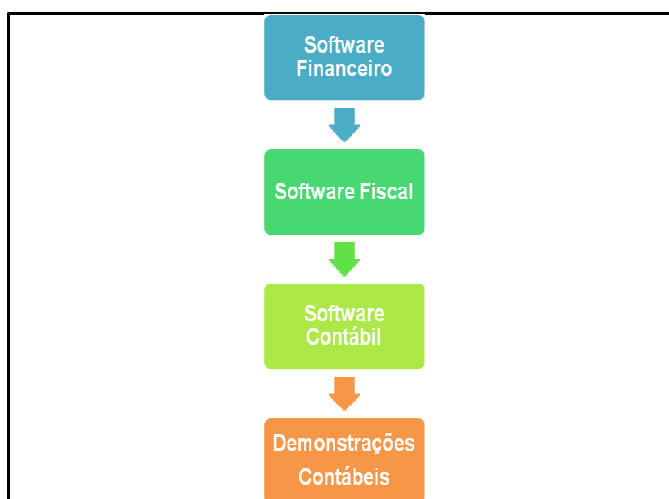 Software
Financeiro
Software Fiscal
Software
Contábil
Demonstrações
Contábeis